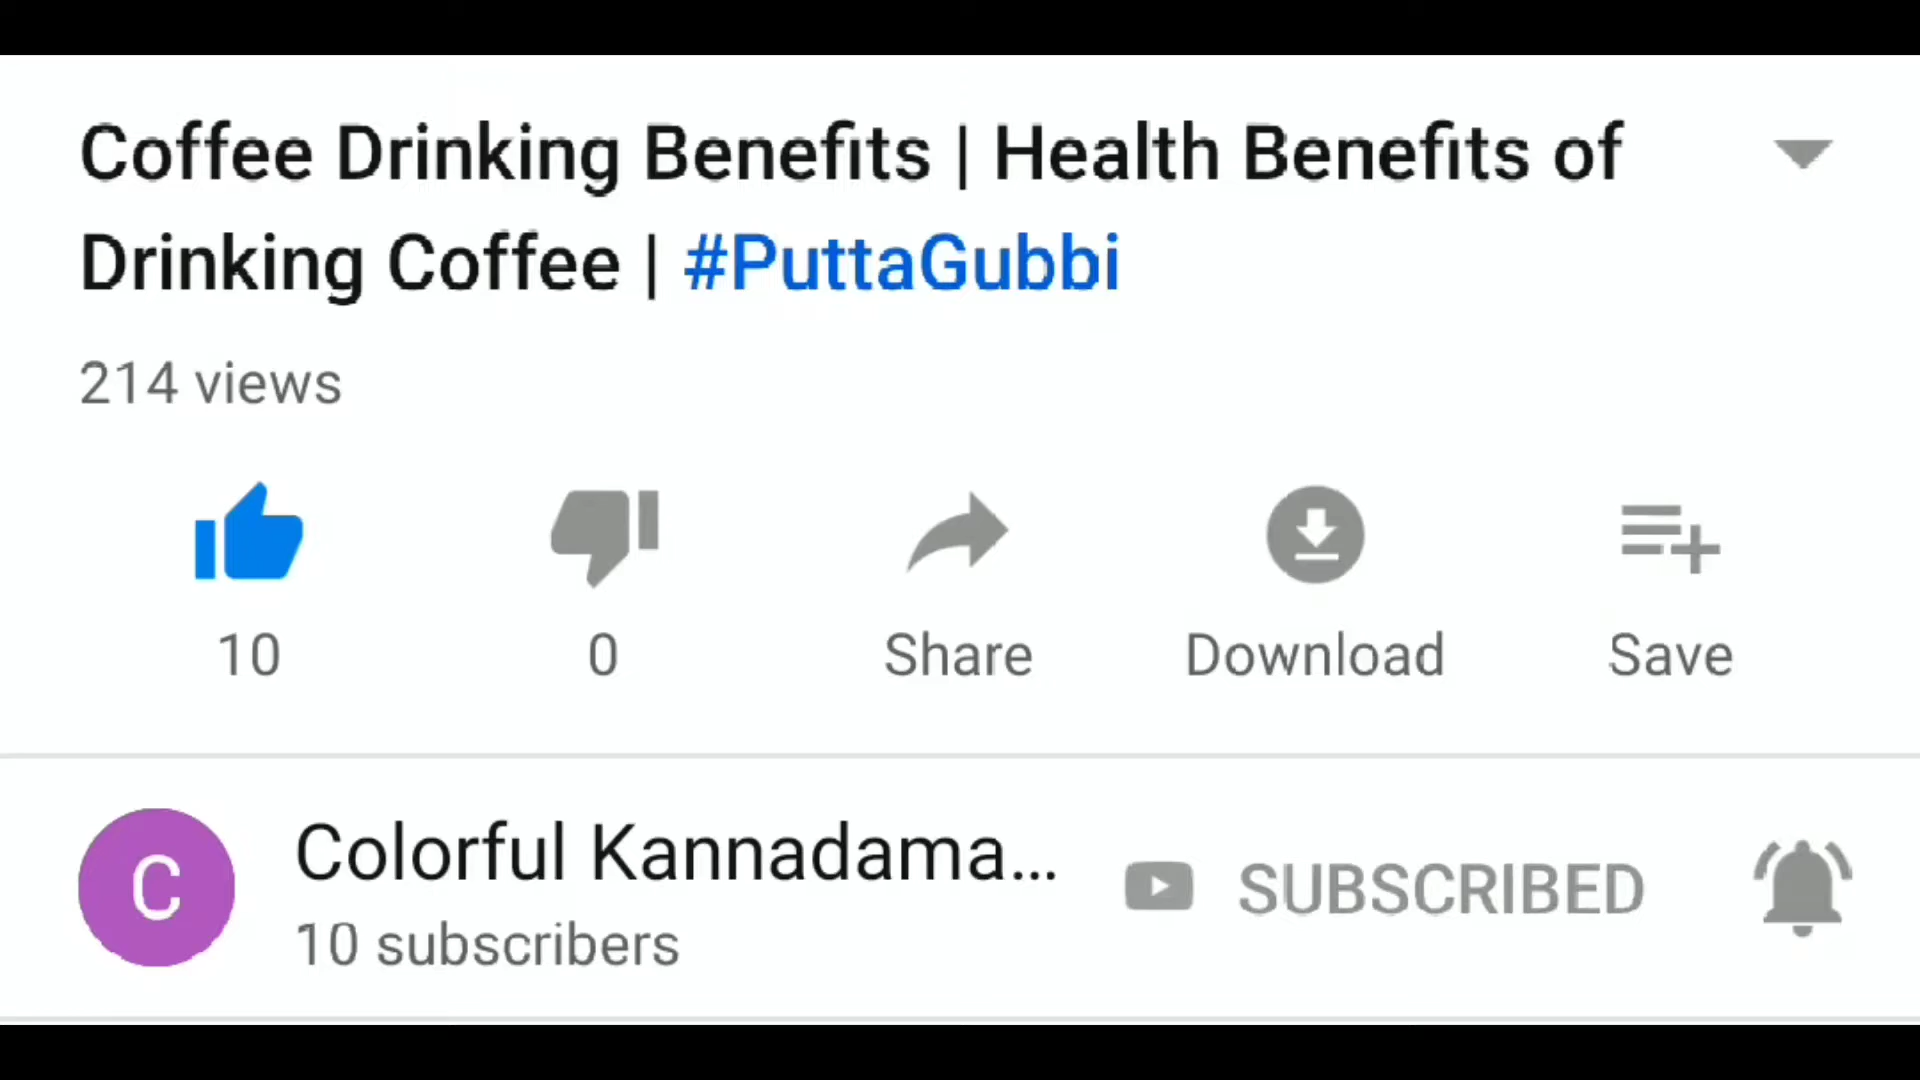 Coffee Drinking Benefits | Health Benefits of
Drinking Coffee | #PuttaGubbi
214 views
10
0
Share
Download
Save
C
Colorful Kannadama...
SUBSCRIBED
10 subscribers